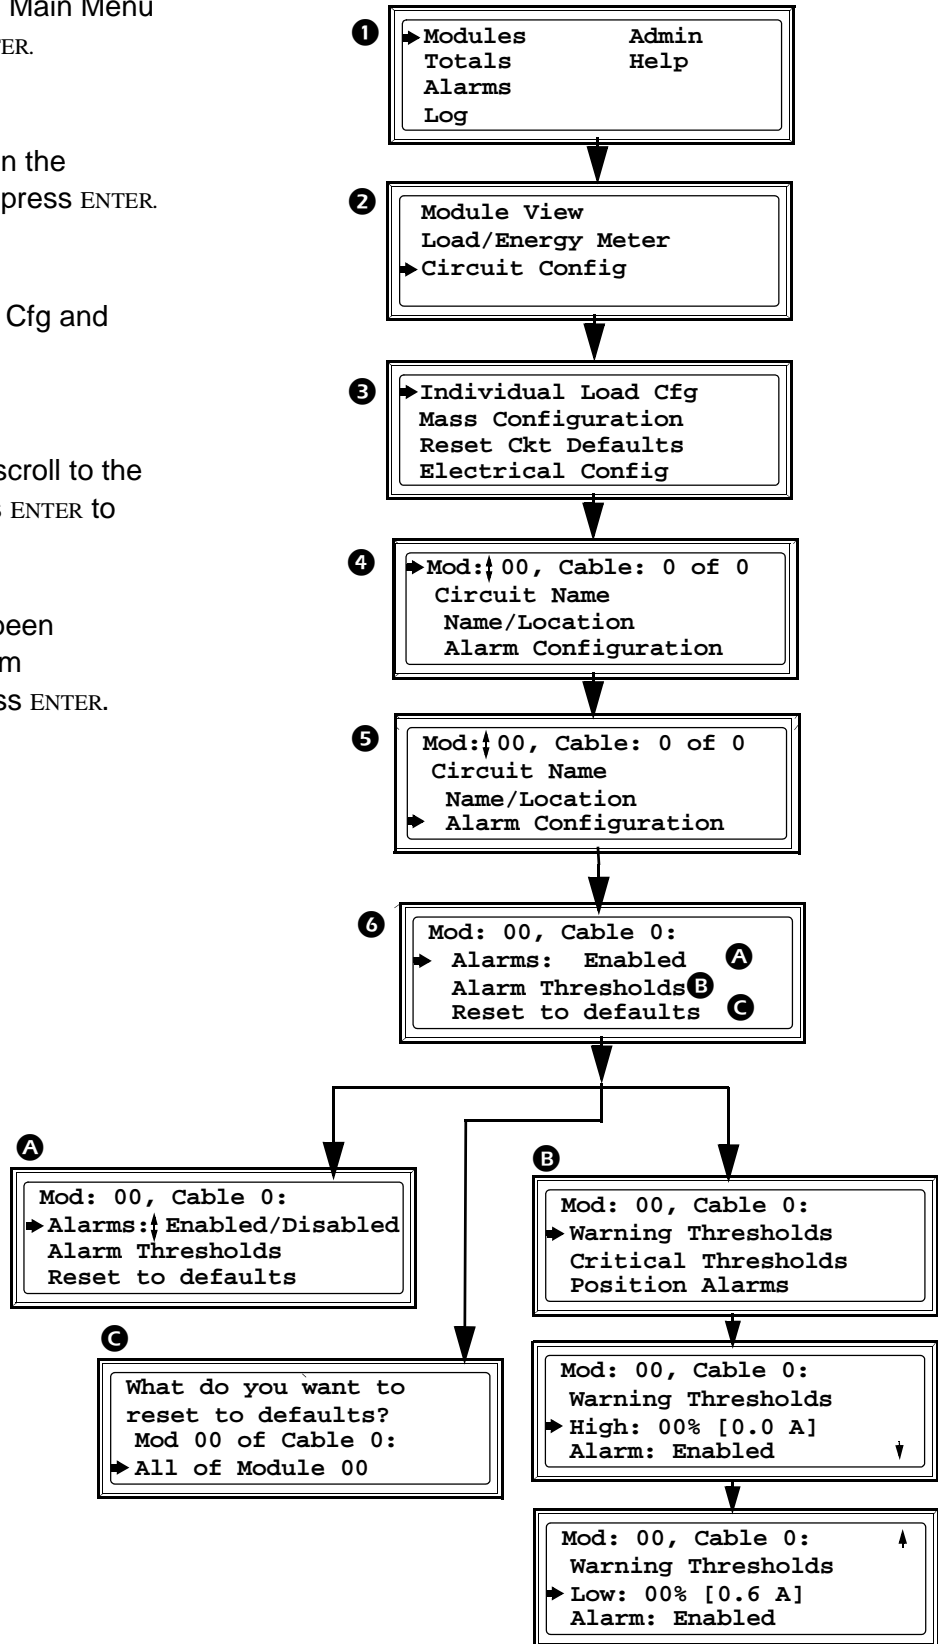 Main Menu
TER.
n the
press ENTER.
Cfg and
scroll to the
s ENTER to
been
m
ss ENTER.
1
Modules Admin
Totals Help
Alarms
Log
2
Module View
Load/Energy Meter
Circuit Config
3
Individual Load Cfg
Mass Configuration
Reset Ckt Defaults
Electrical Config
4
Mod: 00, Cable: 0 of 0
Circuit Name
Name/Location
Alarm Configuration
5
Mod: 00, Cable: 0 of 0
Circuit Name
Name/Location
Alarm Configuration
6
Mod: 00, Cable 0:
Alarms: Enabled A
Alarm Thresholds B
Reset to defaults C
A
Mod: 00, Cable 0:
Alarms: Enabled/Disabled
Alarm Thresholds
Reset to defaults
C
What do you want to
reset to defaults?
Mod 00 of Cable 0:
All of Module 00
B
Mod: 00, Cable 0:
Warning Thresholds
Critical Thresholds
Position Alarms
Mod: 00, Cable 0:
Warning Thresholds
High: 00% [0.0 A]
Alarm: Enabled
Mod: 00, Cable 0:
Warning Thresholds
Low: 00% [0.6 A]
Alarm: Enabled